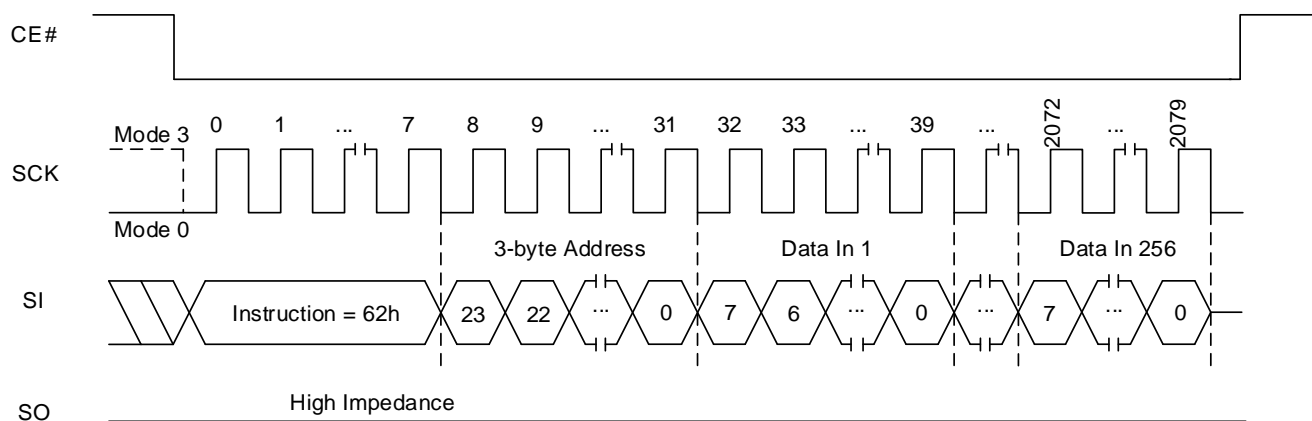 CE#
Mode 3
0 1 ... 7 8 9 ... 31 32 33 ... 39 ... 2072 ... 2079
SCK
Mode 0
3-byte Address Data In 1 Data In 256
SI
Instruction = 62h 23 22 ... 0 7 6 ... 0 ... 7 ... 0
High Impedance
SO